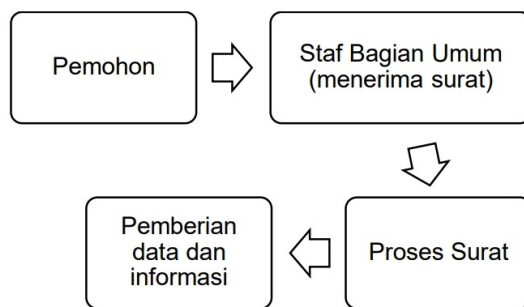 Pemohon
Staf Bagian Umum
(menerima surat)
Proses Surat
Pemberian
data dan
informasi